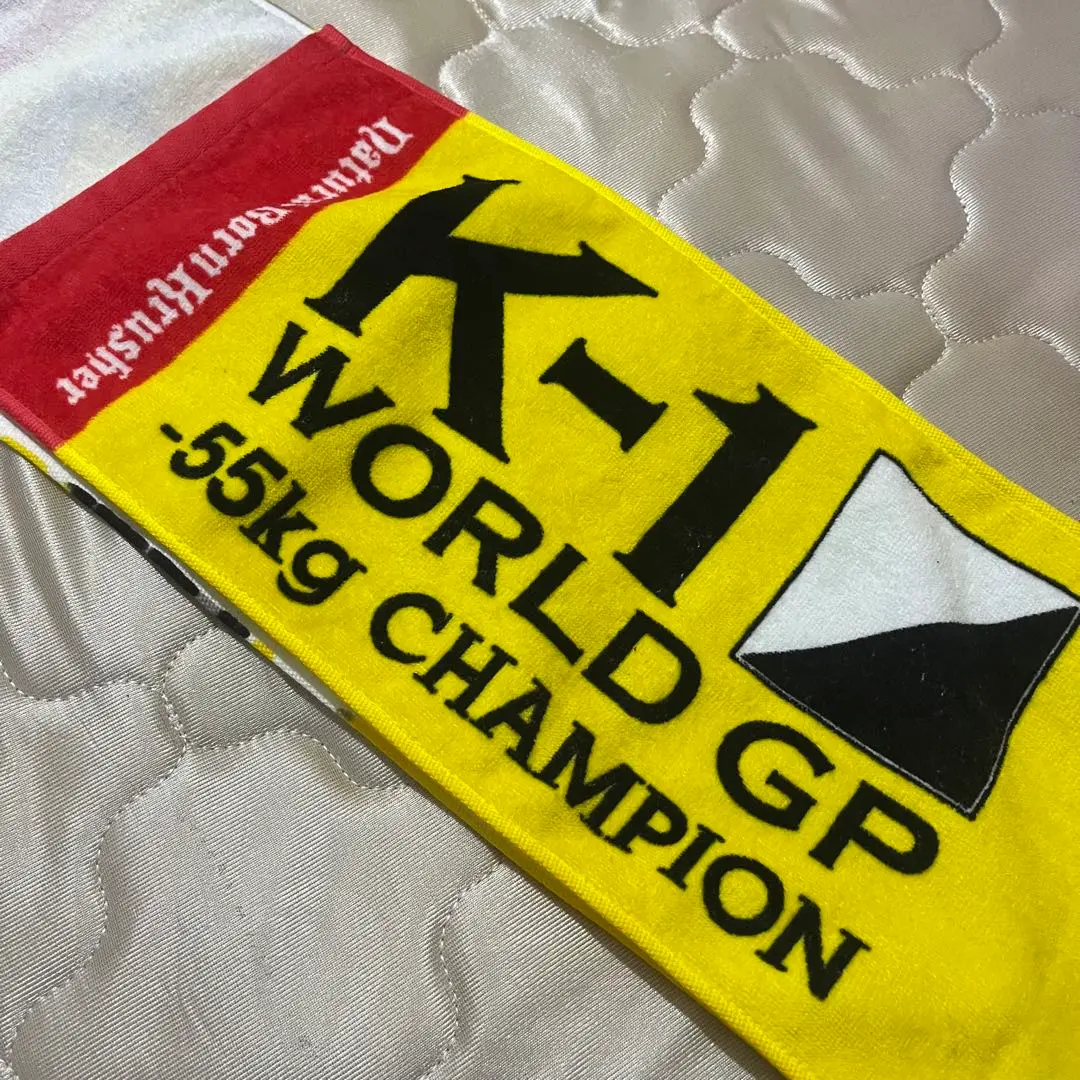 Natural Born Krusher
K-1
WORLD GP
-55kg CHAMPION